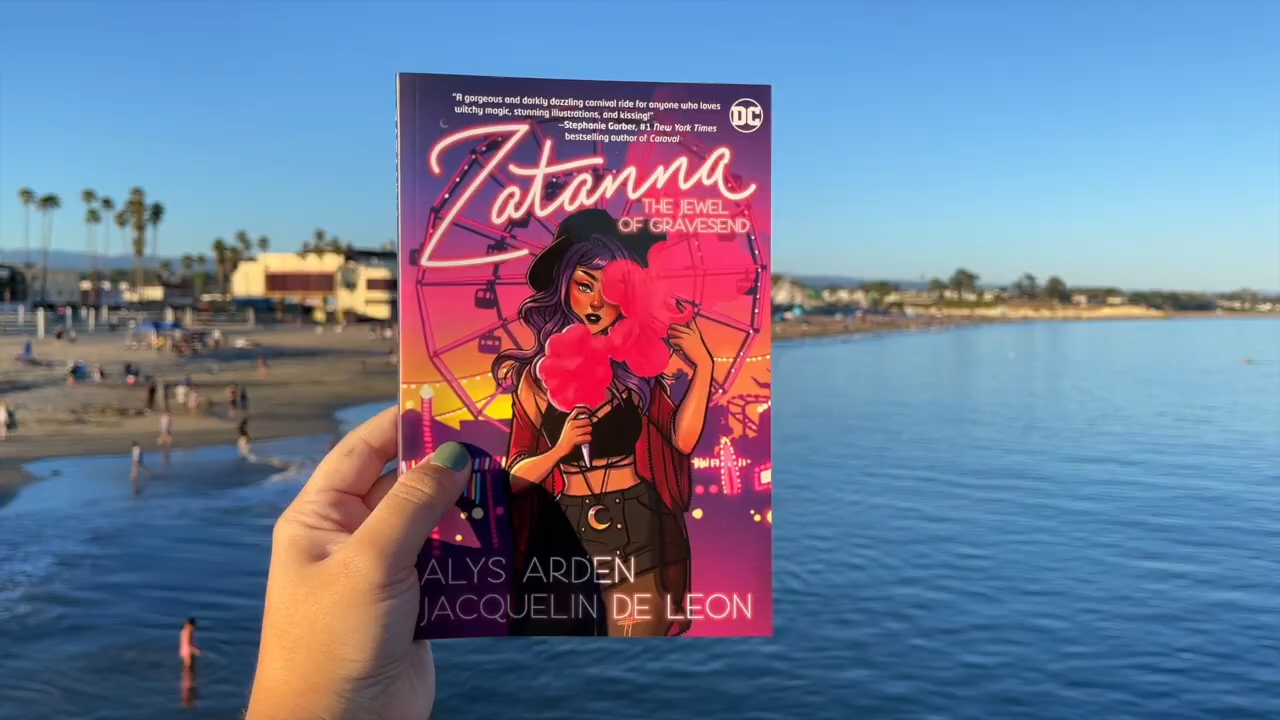 "A gorgeous and darkly dazzling carnival ride for anyone who loves
witchy magic, stunning illustrations, and kissing!"
—Stephanie Garber, #1 New York Times
bestselling author of Caraval
DC
Zatanna
THE JEWEL
OF GRAVESEND
ALYS ARDEN
JACQUELIN DE LEON